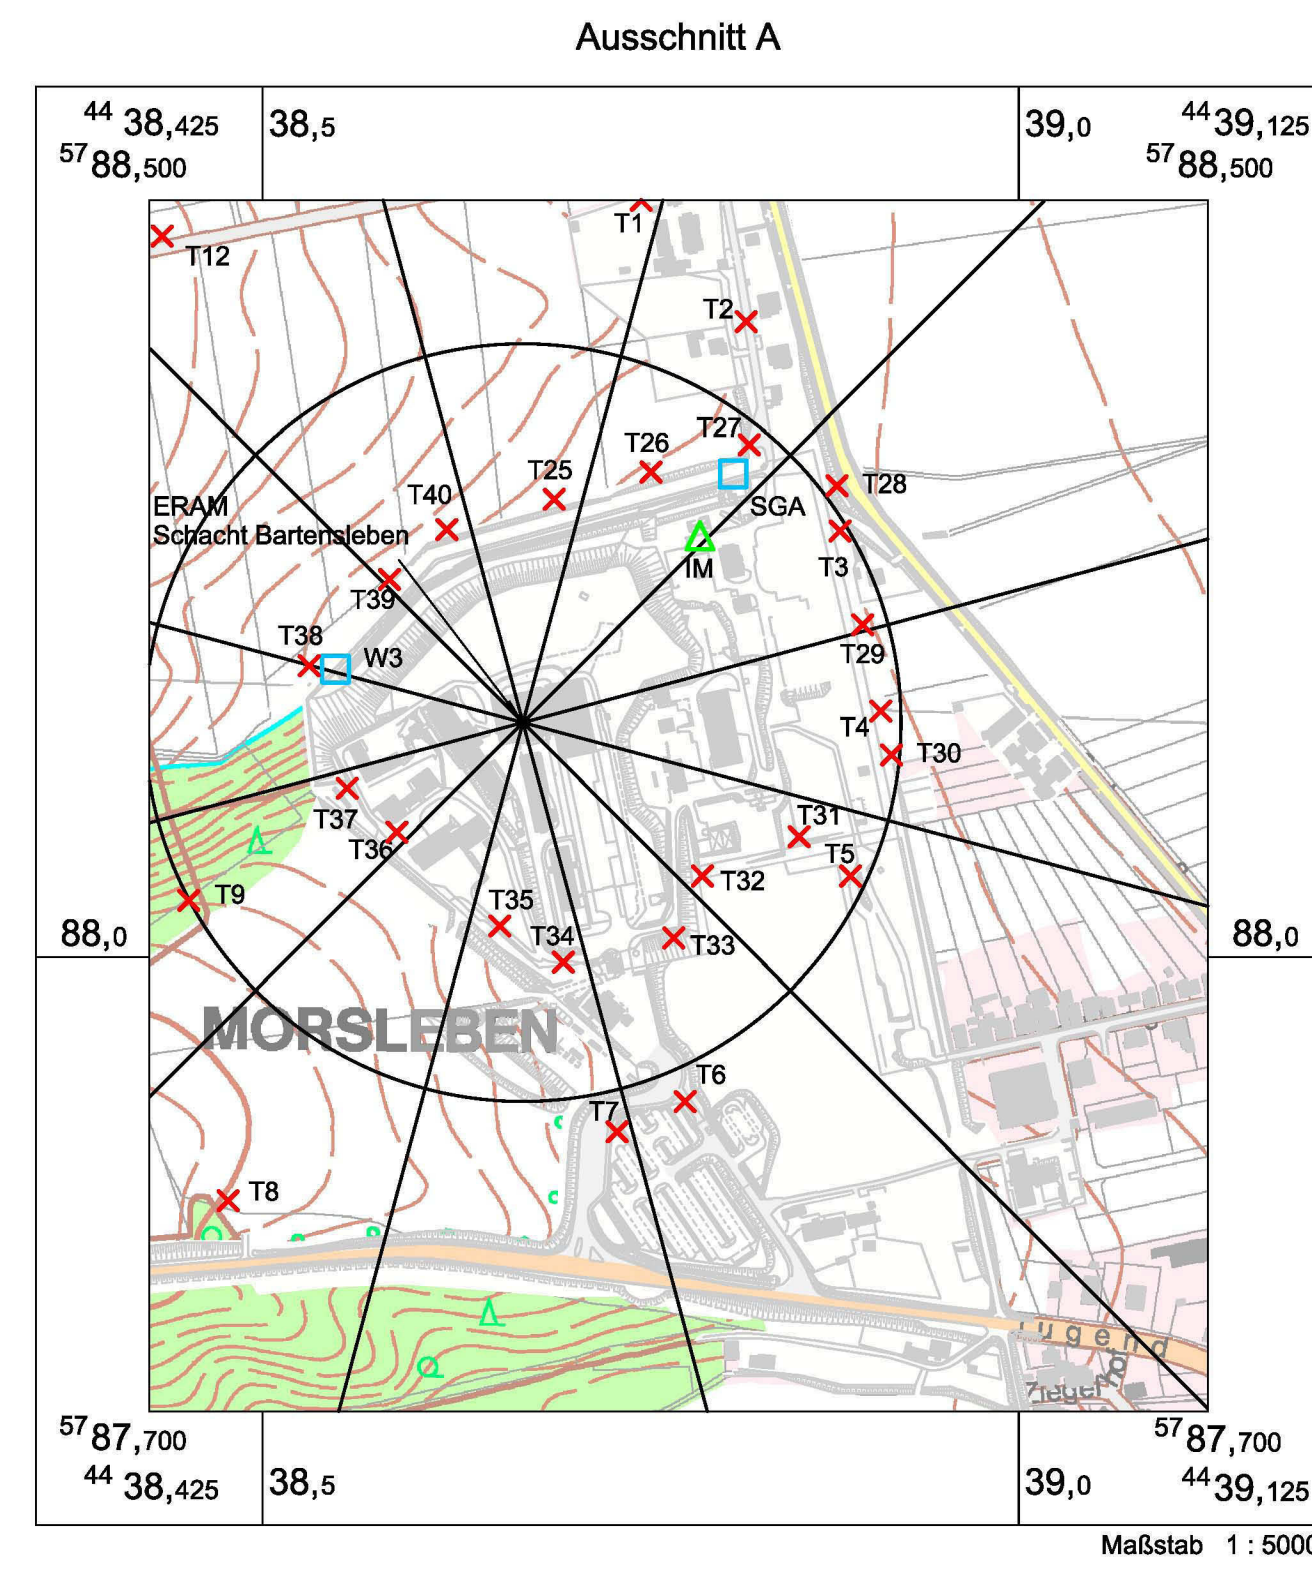 Ausschnitt A
44 38,425
38,5
39,0
44 39,125
57 88,500
57 88,500
T1
T12
T2
T27
T26
T25
T28
T40
SGA
ERAM
Schacht Bartensleben
T3
IM
T39
T38
W3
T29
T4
T30
T37
T31
T36
T5
T32
T9
T35
T34
T33
88,0
88,0
MORSLEBEN
T6
T7
T8
Jugend
Ziegerhof
57 87,700
57 87,700
44 38,425
38,5
39,0
44 39,125
Maßstab 1 : 5000